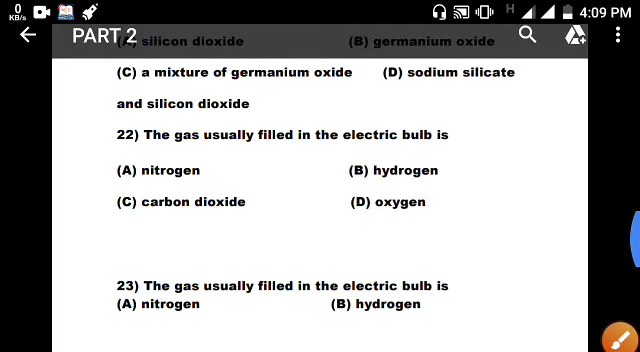 0
KB/s
H
4:09 PM
PART 2
(A) silicon dioxide (B) germanium oxide
(C) a mixture of germanium oxide (D) sodium silicate
and silicon dioxide
22) The gas usually filled in the electric bulb is
(A) nitrogen (B) hydrogen
(C) carbon dioxide (D) oxygen
23) The gas usually filled in the electric bulb is
(A) nitrogen (B) hydrogen